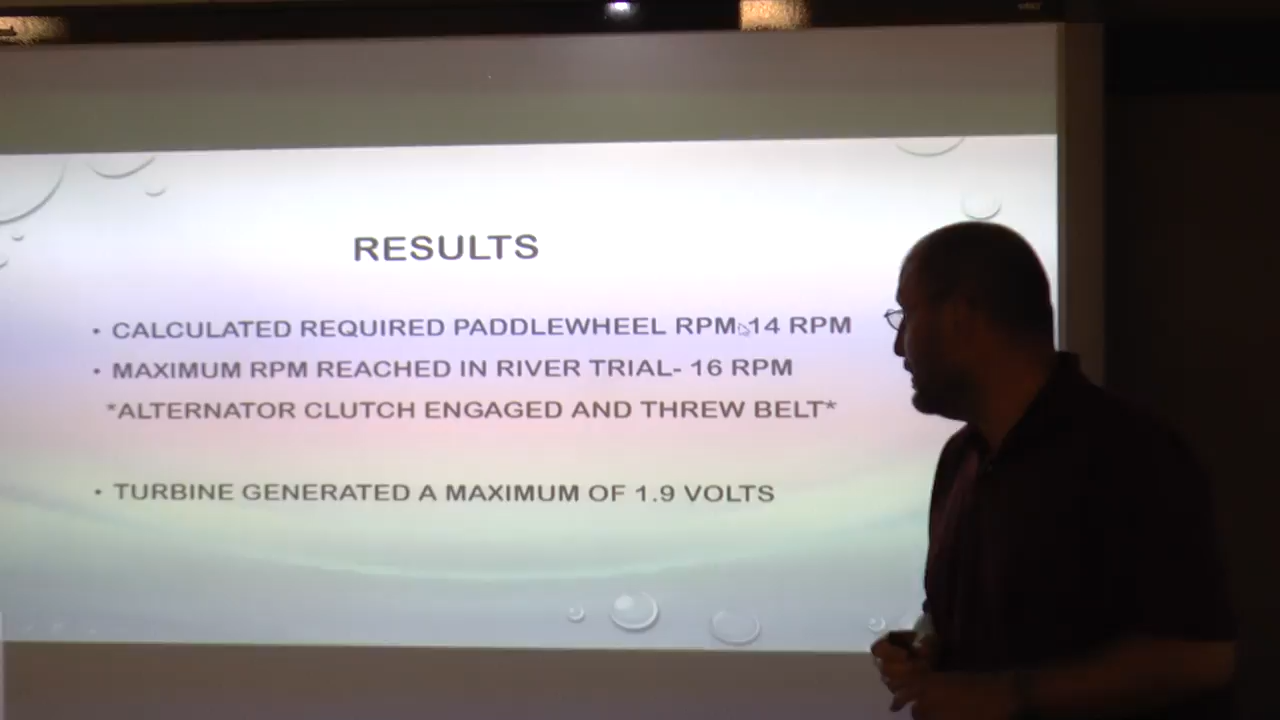 RESULTS
• CALCULATED REQUIRED PADDLEWHEEL RPM-14 RPM
• MAXIMUM RPM REACHED IN RIVER TRIAL- 16 RPM
*ALTERNATOR CLUTCH ENGAGED AND THREW BELT*
• TURBINE GENERATED A MAXIMUM OF 1.9 VOLTS